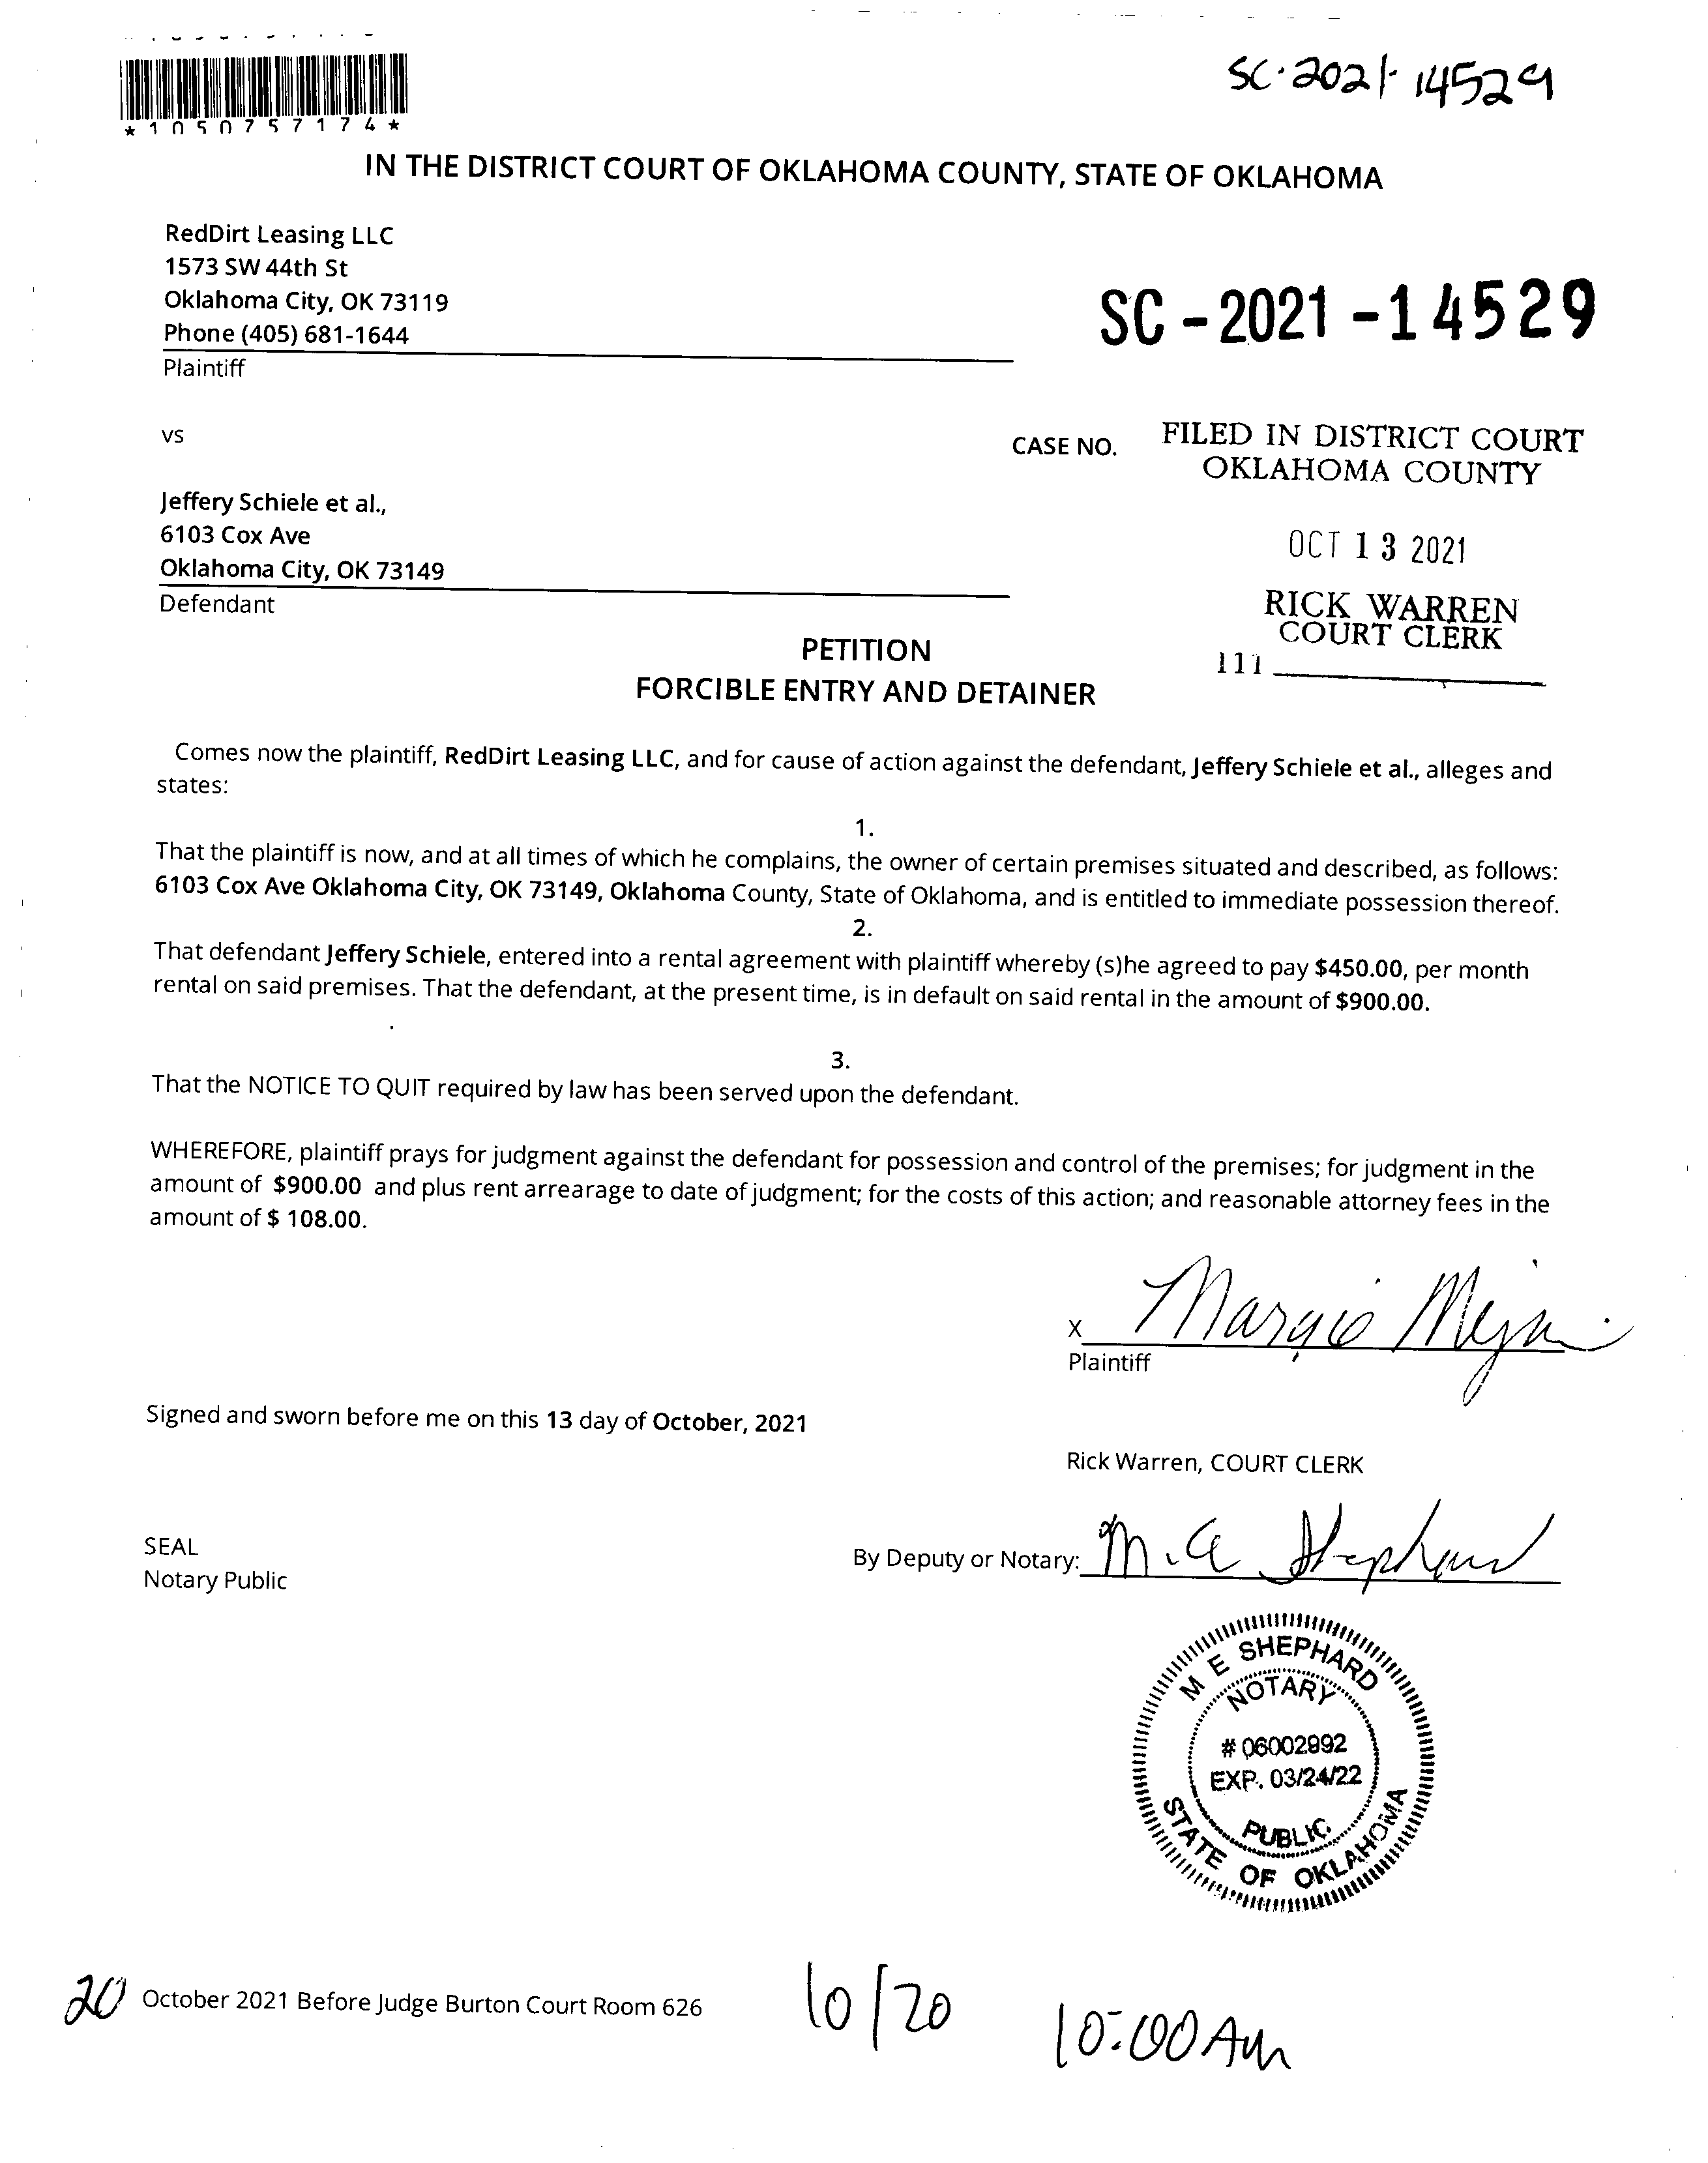 SC-2021-14529
*1050757174*
IN THE DISTRICT COURT OF OKLAHOMA COUNTY, STATE OF OKLAHOMA
RedDirt Leasing LLC
1573 SW 44th St
Oklahoma City, OK 73119
Phone (405) 681-1644
Plaintiff
SC-2021-14529
vs
CASE NO.
FILED IN DISTRICT COURT
OKLAHOMA COUNTY
Jeffery Schiele et al.,
6103 Cox Ave
Oklahoma City, OK 73149
Defendant
OCT 13 2021
RICK WARREN
COURT CLERK
111
PETITION
FORCIBLE ENTRY AND DETAINER
Comes now the plaintiff, RedDirt Leasing LLC, and for cause of action against the defendant, Jeffery Schiele et al., alleges and
states:
1.
That the plaintiff is now, and at all times of which he complains, the owner of certain premises situated and described, as follows:
6103 Cox Ave Oklahoma City, OK 73149, Oklahoma County, State of Oklahoma, and is entitled to immediate possession thereof.
2.
That defendant Jeffery Schiele, entered into a rental agreement with plaintiff whereby (s)he agreed to pay $450.00, per month
rental on said premises. That the defendant, at the present time, is in default on said rental in the amount of $900.00.
3.
That the NOTICE TO QUIT required by law has been served upon the defendant.
WHEREFORE, plaintiff prays for judgment against the defendant for possession and control of the premises; for judgment in the
amount of $900.00 and plus rent arrearage to date of judgment; for the costs of this action; and reasonable attorney fees in the
amount of $ 108.00.
X Margie
Plaintiff
Signed and sworn before me on this 13 day of October, 2021
Rick Warren, COURT CLERK
SEAL
Notary Public
By Deputy or Notary: M. E Shephard
M E SHEPHARD
NOTARY
# 06002992
EXP. 03/24/22
PUBLIC
STATE OF OKLAHOMA
20 October 2021 Before Judge Burton Court Room 626
10/20
10:00 AM